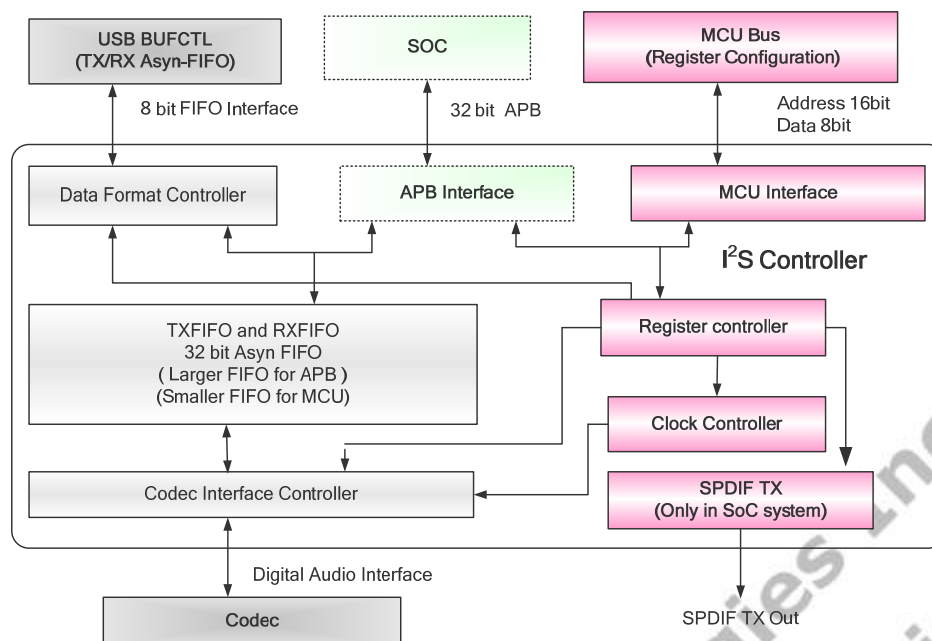 USB BUFCTL
(TX/RX Asyn-FIFO)
SOC
MCU Bus
(Register Configuration)
8 bit FIFO Interface
32 bit APB
Address 16bit
Data 8bit
Data Format Controller
APB Interface
MCU Interface
I²S Controller
TXFIFO and RXFIFO
32 bit Asyn FIFO
( Larger FIFO for APB )
(Smaller FIFO for MCU)
Register controller
Clock Controller
Codec Interface Controller
SPDIF TX
(Only in SoC system)
Digital Audio Interface
Codec
SPDIF TX Out